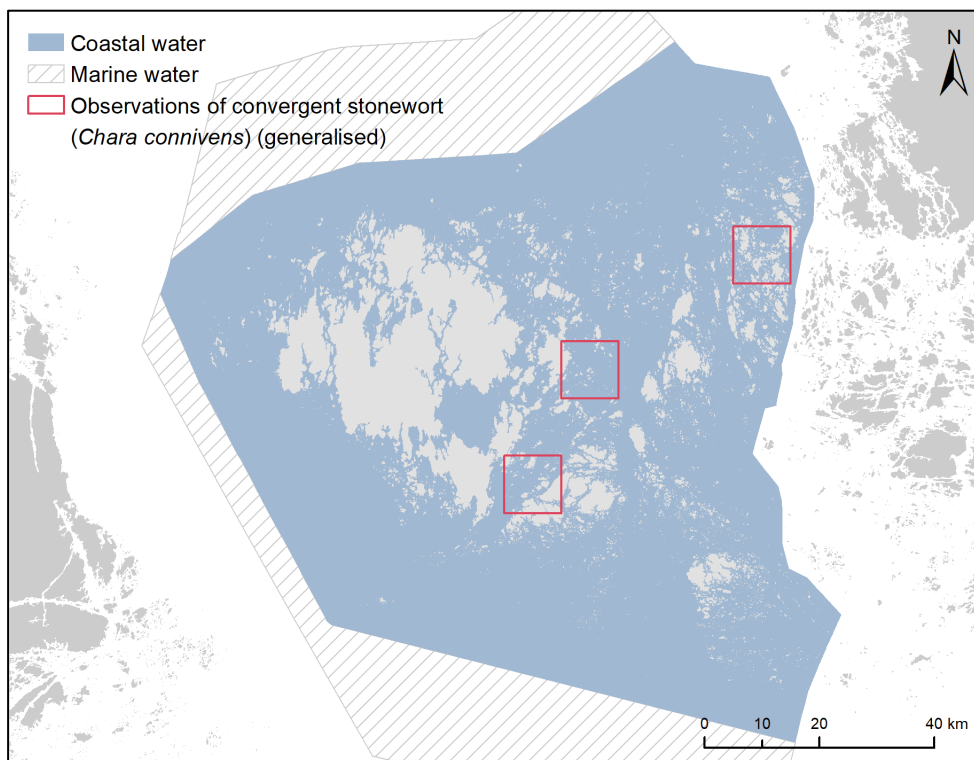 Coastal water
Marine water
Observations of convergent stonewort
(Chara connivens) (generalised)
N
0 10 20 40 km